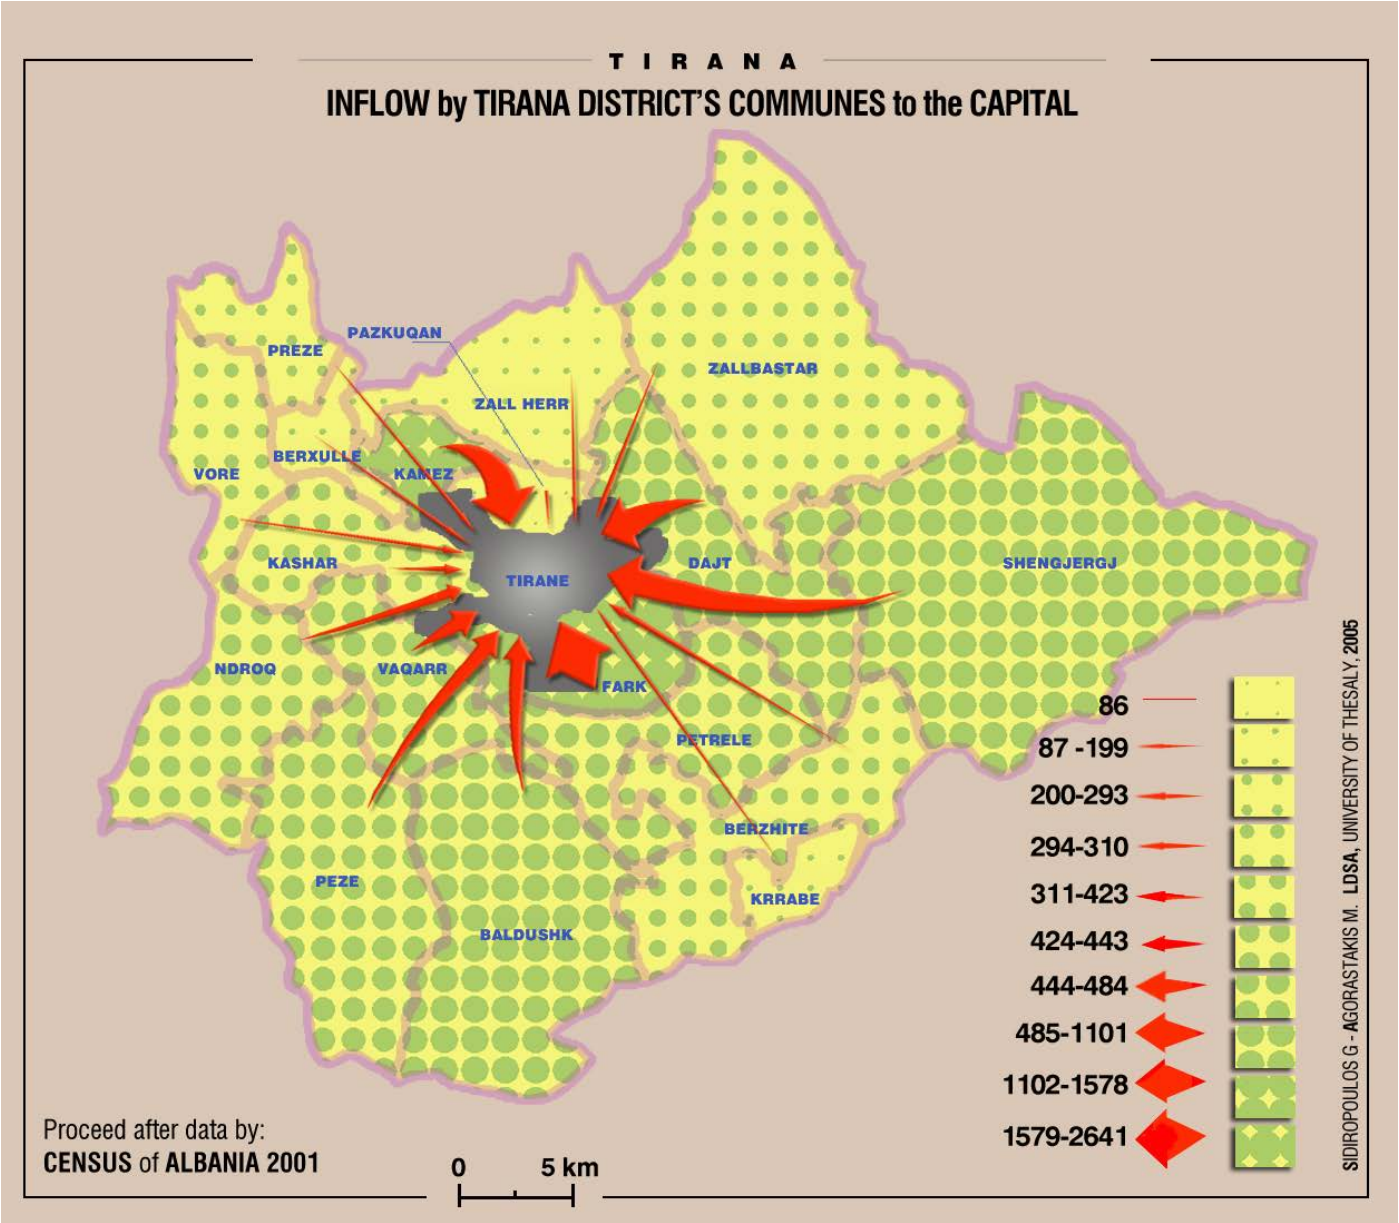 TIRANA
INFLOW by TIRANA DISTRICT'S COMMUNES to the CAPITAL
PAZKUQAN
PREZE
ZALLBASTAR
ZALL HERR
BERXULLE
VORE
KAMEZ
KASHAR
DAJT
SHENGJERGJ
TIRANE
NDROQ
VAQARR
FARK
PETRELE
BERZHITE
PEZE
KRRABE
BALDUSHK
86
87 -199
200-293
294-310
311-423
424-443
444-484
485-1101
1102-1578
1579-2641
SIDIROPOULOS G - AGORASTAKIS M. LDSA, UNIVERSITY OF THESALY, 2005
Proceed after data by:
CENSUS of ALBANIA 2001
0 5 km